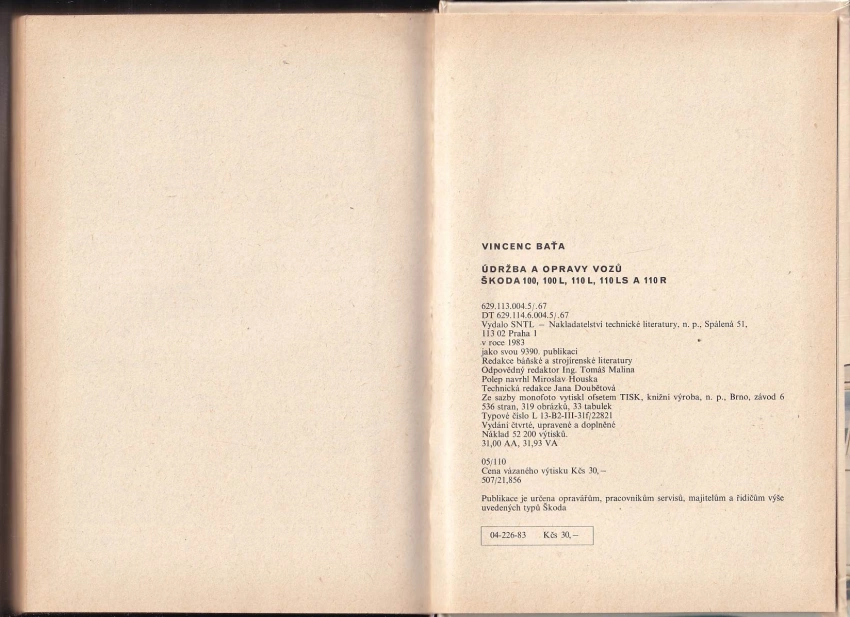 VINCENC BAŤA
ÚDRŽBA A OPRAVY VOZŮ
ŠKODA 100, 100 L, 110 L, 110 LS A 110 R
629.113.004.5/.67
DT 629.114.6.004.5/.67
Vydalo SNTL — Nakladatelství technické literatury, n. p., Spálená 51,
113 02 Praha 1
v roce 1983
jako svou 9390. publikaci
Redakce báňské a strojírenské literatury
Odpovědný redaktor Ing. Tomáš Malina
Polep navrhl Miroslav Houska
Technická redakce Jana Doubětová
Ze sazby monofoto vytiskl ofsetem TISK, knižní výroba, n. p., Brno, závod 6
536 stran, 319 obrázků, 33 tabulek
Typové číslo L 13-B2-III-31f/22821
Vydání čtvrté, upravené a doplněné
Náklad 52 200 výtisků.
31,00 AA, 31,93 VA
05/110
Cena vázaného výtisku Kčs 30,—
507/21,856
Publikace je určena opravářům, pracovníkům servisů, majitelům a řidičům výše
uvedených typů Škoda
04-226-83 Kčs 30,—